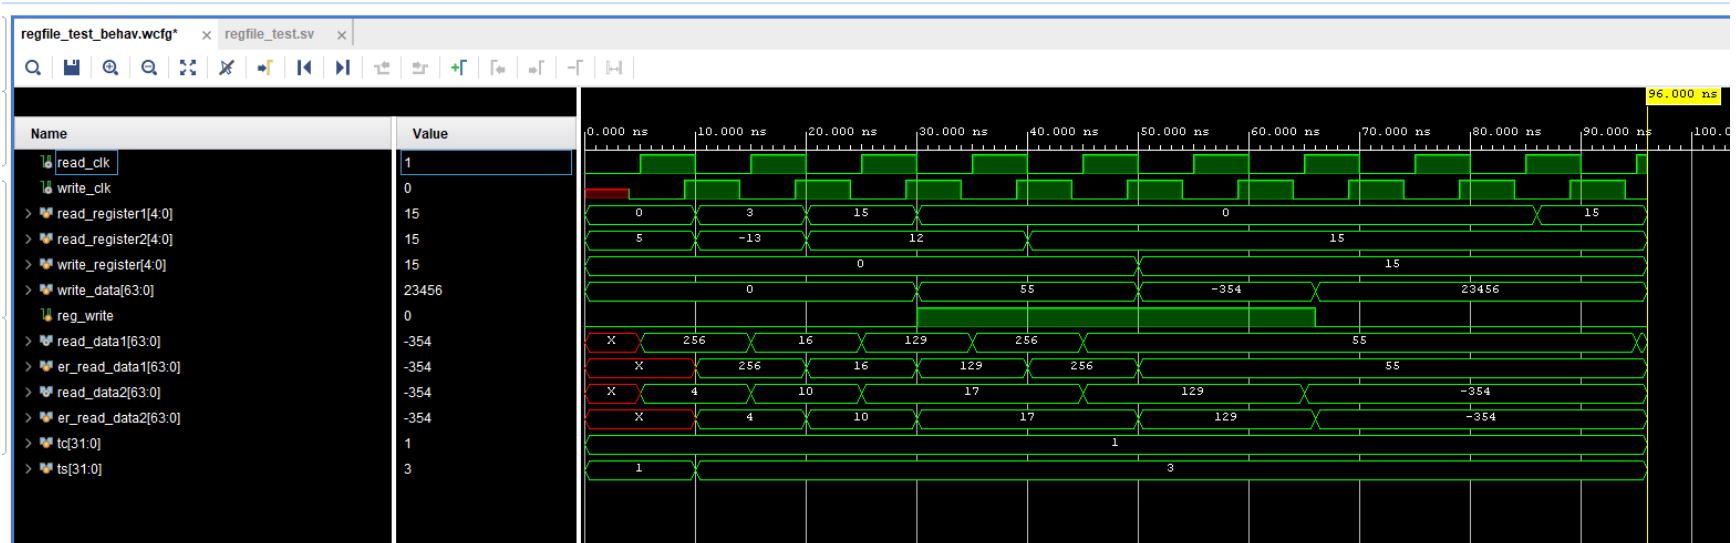 regfile_test_behav.wcfg* × regfile_test.sv ×
96.000 ns
Name Value
0.000 ns 10.000 ns 20.000 ns 30.000 ns 40.000 ns 50.000 ns 60.000 ns 70.000 ns 80.000 ns 90.000 ns 100.0
read_clk 1
write_clk 0
read_register1[4:0] 15 0 3 15 0 15
read_register2[4:0] 15 5 -13 12 15
write_register[4:0] 15 0 15
write_data[63:0] 23456 0 55 -354 23456
reg_write 0
read_data1[63:0] -354 X 256 16 129 256 55
er_read_data1[63:0] -354 X 256 16 129 256 55
read_data2[63:0] -354 X 4 10 17 129 -354
er_read_data2[63:0] -354 X 4 10 17 129 -354
tc[31:0] 1 1
ts[31:0] 3 1 3